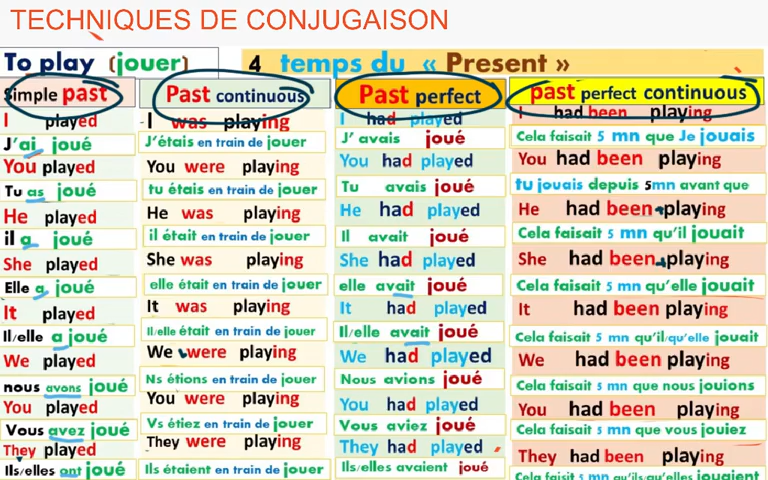 TECHNIQUES DE CONJUGAISON
To play (jouer)
4 temps du « Present »
Simple past
Past continuous
Past perfect
past perfect continuous
I played
I was playing
I had played
I had been playing
J'ai joué
J'étais en train de jouer
J'avais joué
Cela faisait 5 mn que Je jouais
You played
You were playing
You had played
You had been playing
Tu as joué
tu étais en train de jouer
Tu avais joué
tu jouais depuis 5mn avant que
He played
He was playing
He had played
He had been playing
il a joué
il était en train de jouer
Il avait joué
Cela faisait 5 mn qu'il jouait
She played
She was playing
She had played
She had been playing
Elle a joué
elle était en train de jouer
elle avait joué
Cela faisait 5 mn qu'elle jouait
It played
It was playing
It had played
It had been playing
Il/elle a joué
Il/elle était en train de jouer
Il/elle avait joué
Cela faisait 5 mn qu'il/qu'elle jouait
We played
We were playing
We had played
We had been playing
nous avons joué
Ns étions en train de jouer
Nous avions joué
Cela faisait 5 mn que nous jouions
You played
You were playing
You had played
You had been playing
Vous avez joué
Vs étiez en train de jouer
Vous aviez joué
Cela faisait 5 mn que vous jouiez
They played
They were playing
They had played
They had been playing
Ils/elles ont joué
Ils étaient en train de jouer
Ils/elles avaient joué
Cela faisit 5 mn qu'ils/qu'elles jouaient